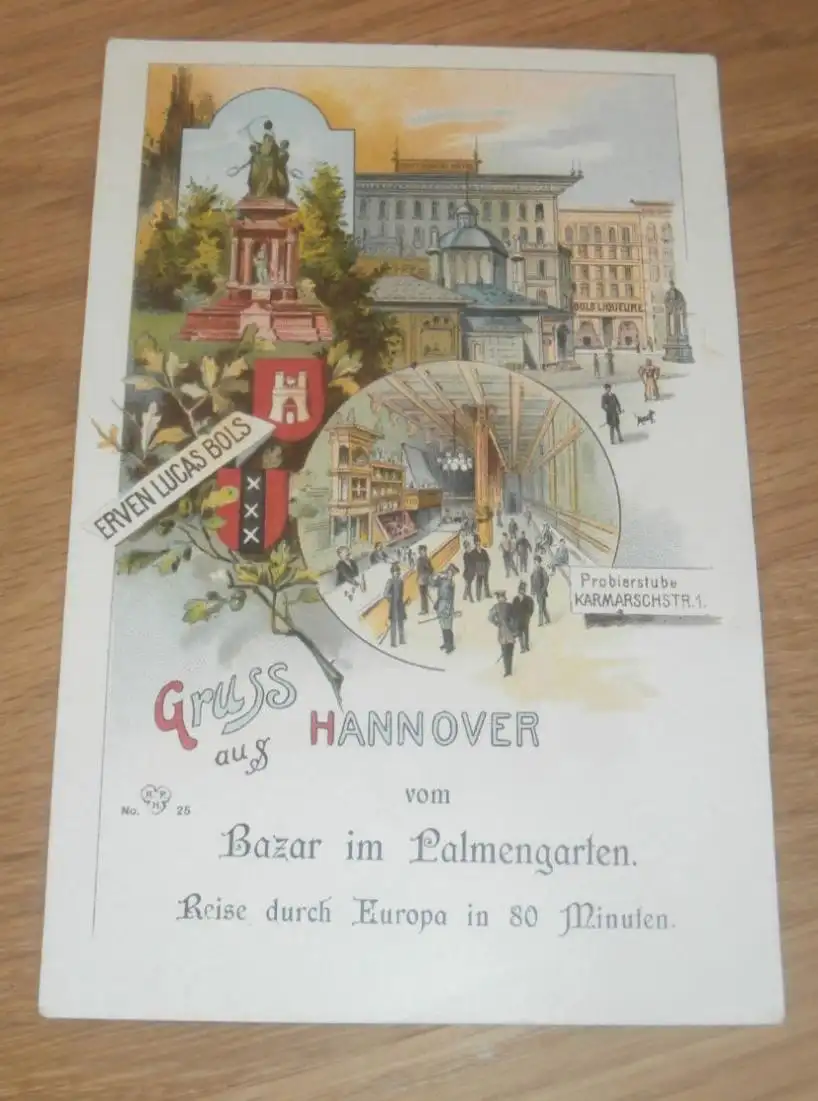 BOLS LIQUEURE
ERVEN LUCAS BOLS
XXX
Probierstube
KARMARSCHSTR. 1.
Gruss
aus HANNOVER
No. R. P. H. 25
vom
Bazar im Palmengarten.
Reise durch Europa in 80 Minuten.